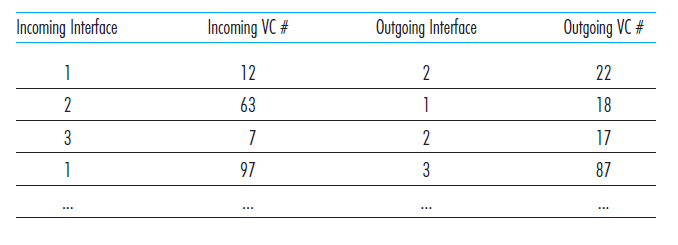 Incoming Interface Incoming VC # Outgoing Interface Outgoing VC #
1 12 2 22
2 63 1 18
3 7 2 17
1 97 3 87
... ... ... ...